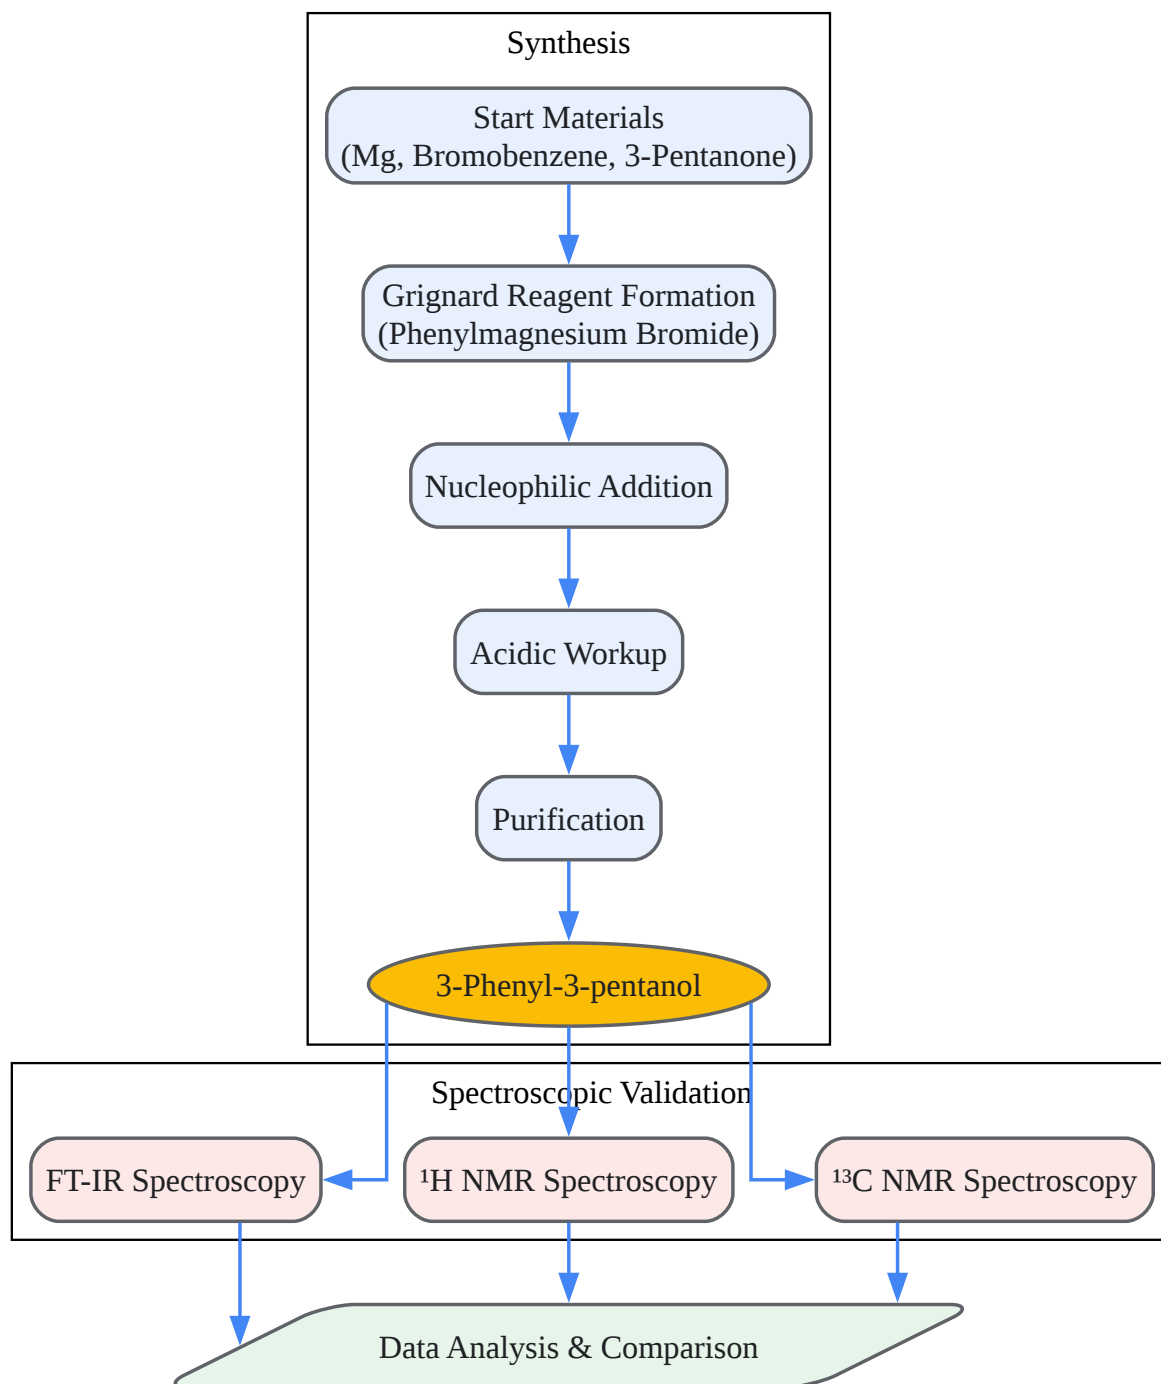 Synthesis
Start Materials
(Mg, Bromobenzene, 3-Pentanone)
Grignard Reagent Formation
(Phenylmagnesium Bromide)
Nucleophilic Addition
Acidic Workup
Purification
3-Phenyl-3-pentanol
Spectroscopic Validation
FT-IR Spectroscopy
¹H NMR Spectroscopy
¹³C NMR Spectroscopy
Data Analysis & Comparison